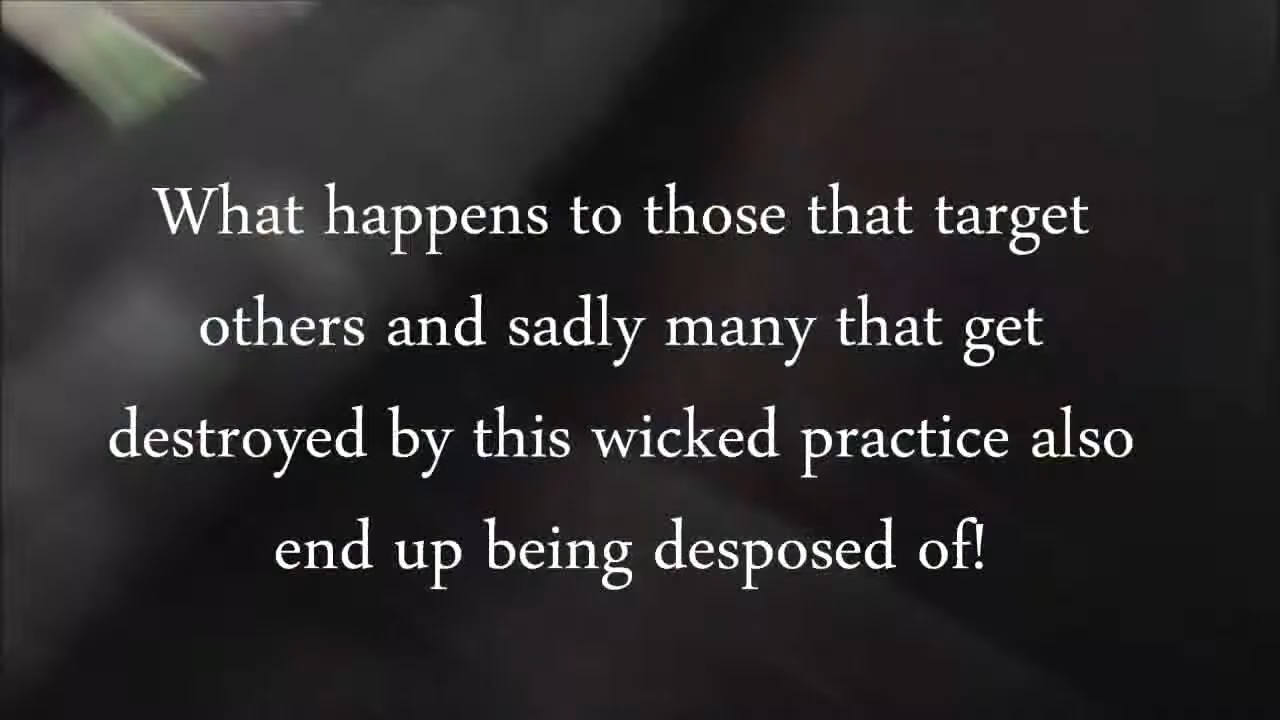 What happens to those that target
others and sadly many that get
destroyed by this wicked practice also
end up being desposed of!